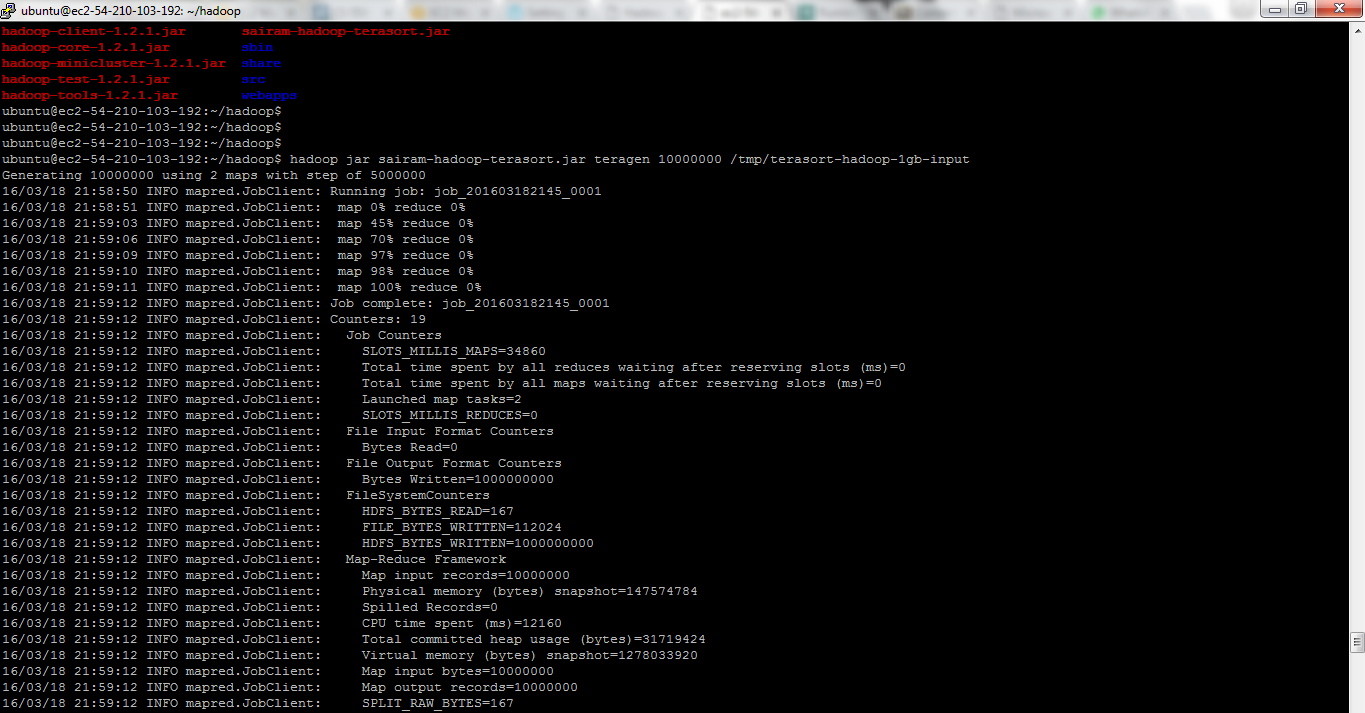 ubuntu@ec2-54-210-103-192: ~/hadoop
hadoop-client-1.2.1.jar sairam-hadoop-terasort.jar
hadoop-core-1.2.1.jar sbin
hadoop-minicluster-1.2.1.jar share
hadoop-test-1.2.1.jar src
hadoop-tools-1.2.1.jar webapps
ubuntu@ec2-54-210-103-192:~/hadoop$
ubuntu@ec2-54-210-103-192:~/hadoop$
ubuntu@ec2-54-210-103-192:~/hadoop$
ubuntu@ec2-54-210-103-192:~/hadoop$ hadoop jar sairam-hadoop-terasort.jar teragen 10000000 /tmp/terasort-hadoop-1gb-input
Generating 10000000 using 2 maps with step of 5000000
16/03/18 21:58:50 INFO mapred.JobClient: Running job: job_201603182145_0001
16/03/18 21:58:51 INFO mapred.JobClient: map 0% reduce 0%
16/03/18 21:59:03 INFO mapred.JobClient: map 45% reduce 0%
16/03/18 21:59:06 INFO mapred.JobClient: map 70% reduce 0%
16/03/18 21:59:09 INFO mapred.JobClient: map 97% reduce 0%
16/03/18 21:59:10 INFO mapred.JobClient: map 98% reduce 0%
16/03/18 21:59:11 INFO mapred.JobClient: map 100% reduce 0%
16/03/18 21:59:12 INFO mapred.JobClient: Job complete: job_201603182145_0001
16/03/18 21:59:12 INFO mapred.JobClient: Counters: 19
16/03/18 21:59:12 INFO mapred.JobClient: Job Counters
16/03/18 21:59:12 INFO mapred.JobClient: SLOTS_MILLIS_MAPS=34860
16/03/18 21:59:12 INFO mapred.JobClient: Total time spent by all reduces waiting after reserving slots (ms)=0
16/03/18 21:59:12 INFO mapred.JobClient: Total time spent by all maps waiting after reserving slots (ms)=0
16/03/18 21:59:12 INFO mapred.JobClient: Launched map tasks=2
16/03/18 21:59:12 INFO mapred.JobClient: SLOTS_MILLIS_REDUCES=0
16/03/18 21:59:12 INFO mapred.JobClient: File Input Format Counters
16/03/18 21:59:12 INFO mapred.JobClient: Bytes Read=0
16/03/18 21:59:12 INFO mapred.JobClient: File Output Format Counters
16/03/18 21:59:12 INFO mapred.JobClient: Bytes Written=1000000000
16/03/18 21:59:12 INFO mapred.JobClient: FileSystemCounters
16/03/18 21:59:12 INFO mapred.JobClient: HDFS_BYTES_READ=167
16/03/18 21:59:12 INFO mapred.JobClient: FILE_BYTES_WRITTEN=112024
16/03/18 21:59:12 INFO mapred.JobClient: HDFS_BYTES_WRITTEN=1000000000
16/03/18 21:59:12 INFO mapred.JobClient: Map-Reduce Framework
16/03/18 21:59:12 INFO mapred.JobClient: Map input records=10000000
16/03/18 21:59:12 INFO mapred.JobClient: Physical memory (bytes) snapshot=147574784
16/03/18 21:59:12 INFO mapred.JobClient: Spilled Records=0
16/03/18 21:59:12 INFO mapred.JobClient: CPU time spent (ms)=12160
16/03/18 21:59:12 INFO mapred.JobClient: Total committed heap usage (bytes)=31719424
16/03/18 21:59:12 INFO mapred.JobClient: Virtual memory (bytes) snapshot=1278033920
16/03/18 21:59:12 INFO mapred.JobClient: Map input bytes=10000000
16/03/18 21:59:12 INFO mapred.JobClient: Map output records=10000000
16/03/18 21:59:12 INFO mapred.JobClient: SPLIT_RAW_BYTES=167